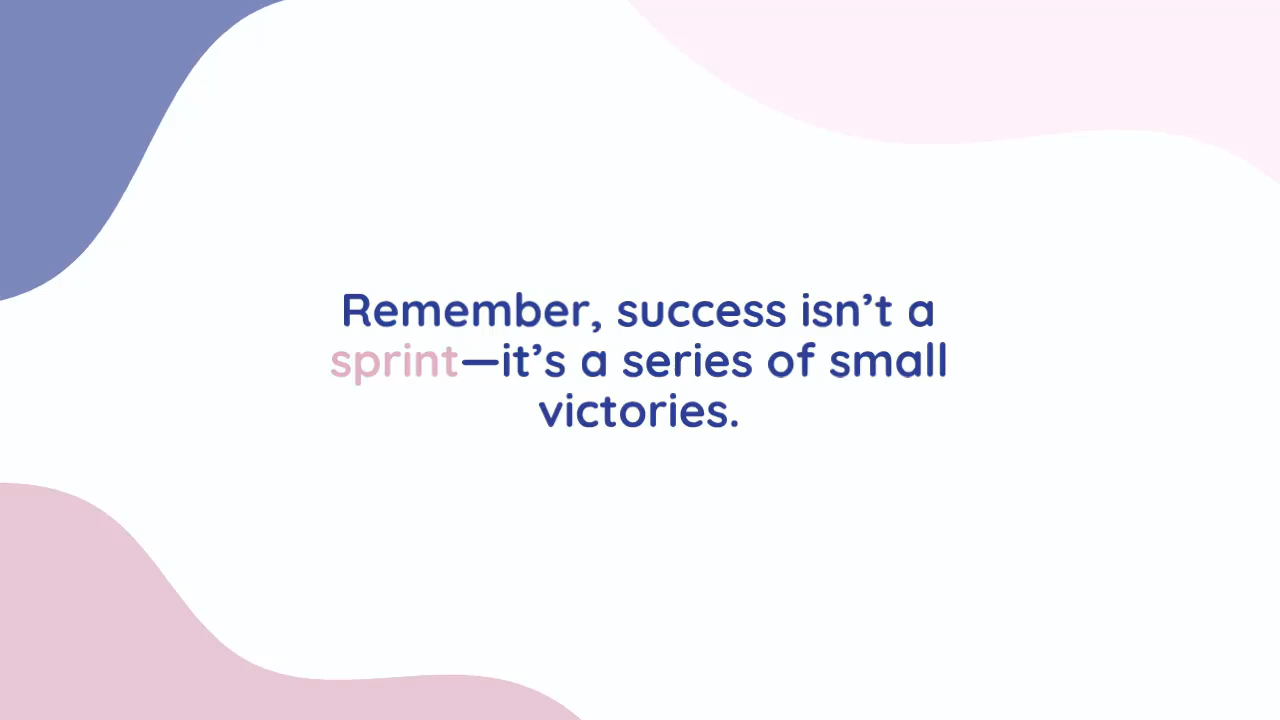 Remember, success isn’t a
sprint—it’s a series of small
victories.